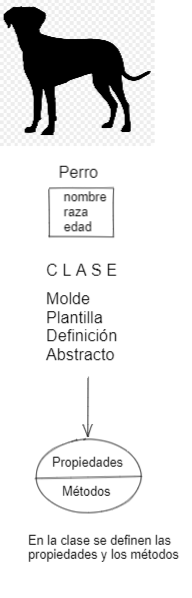 Perro
nombre
raza
edad
C L A S E
Molde
Plantilla
Definición
Abstracto
Propiedades
Métodos
En la clase se definen las
propiedades y los métodos